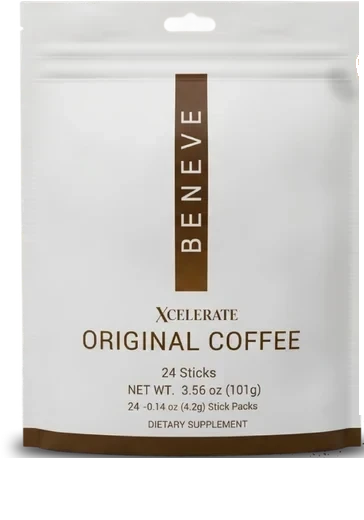 BENEVE
XCELERATE
ORIGINAL COFFEE
24 Sticks
NET WT. 3.56 oz (101g)
24 -0.14 oz (4.2g) Stick Packs
DIETARY SUPPLEMENT